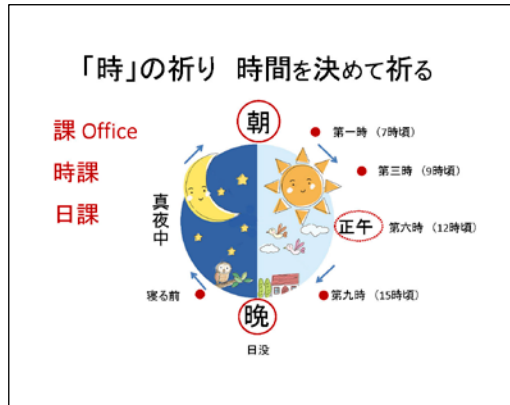 「時」の祈り 時間を決めて祈る
課 Office
時課
日課
朝
第一時 (7時頃)
第三時 (9時頃)
正午 第六時 (12時頃)
第九時 (15時頃)
晩
日没
寝る前
真夜中